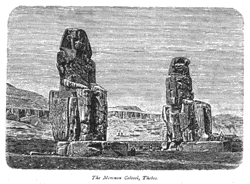 The Memnon Colossi, Thebes.